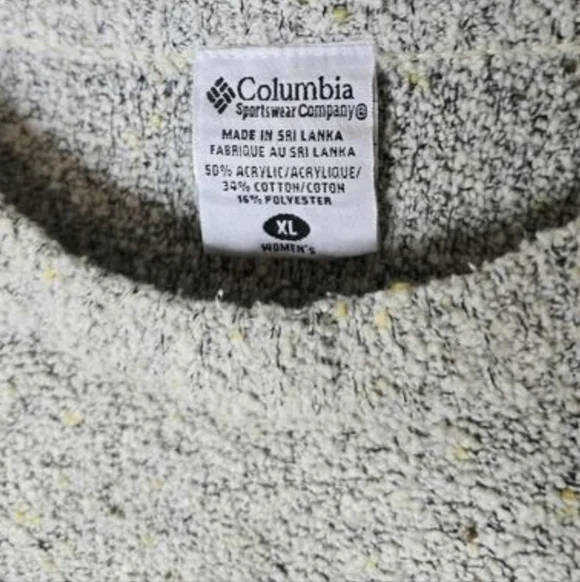 Columbia
Sportswear Company®
MADE IN SRI LANKA
FABRIQUE AU SRI LANKA
50% ACRYLIC/ACRYLIQUE/
34% COTTON/COTON
16% POLYESTER
XL
WOMEN'S